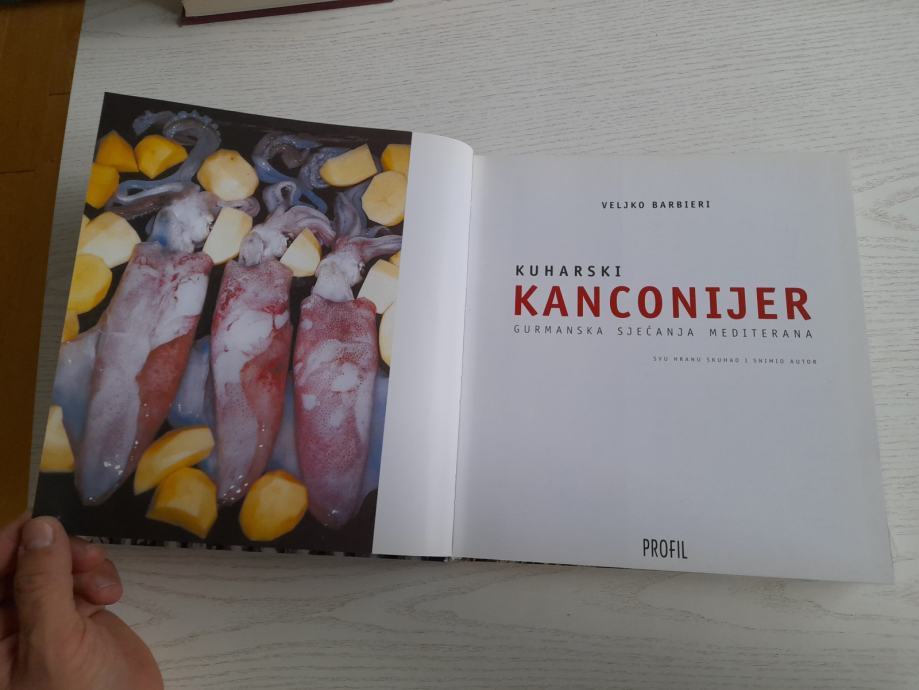 VELJKO BARBIERI
KUHARSKI
KANCONIJER
GURMANSKA SJEĆANJA MEDITERANA
SVU HRANU SKUHAO I SNIMIO AUTOR
PROFIL